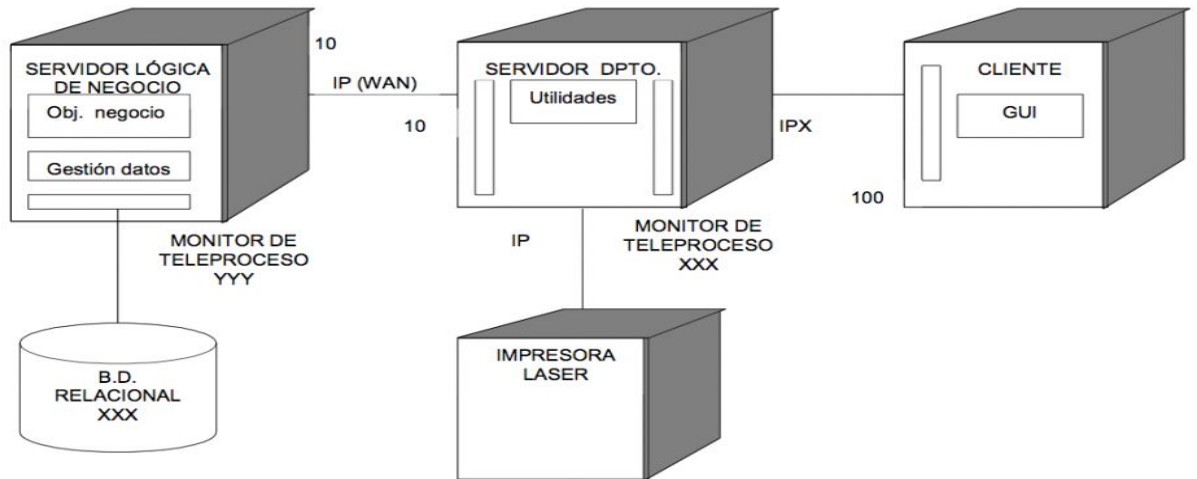 SERVIDOR LÓGICA
DE NEGOCIO
Obj. negocio
Gestión datos
10
IP (WAN)
10
SERVIDOR DPTO.
Utilidades
IPX
100
CLIENTE
GUI
MONITOR DE
TELEPROCESO
YYY
IP
MONITOR DE
TELEPROCESO
XXX
B.D.
RELACIONAL
XXX
IMPRESORA
LASER